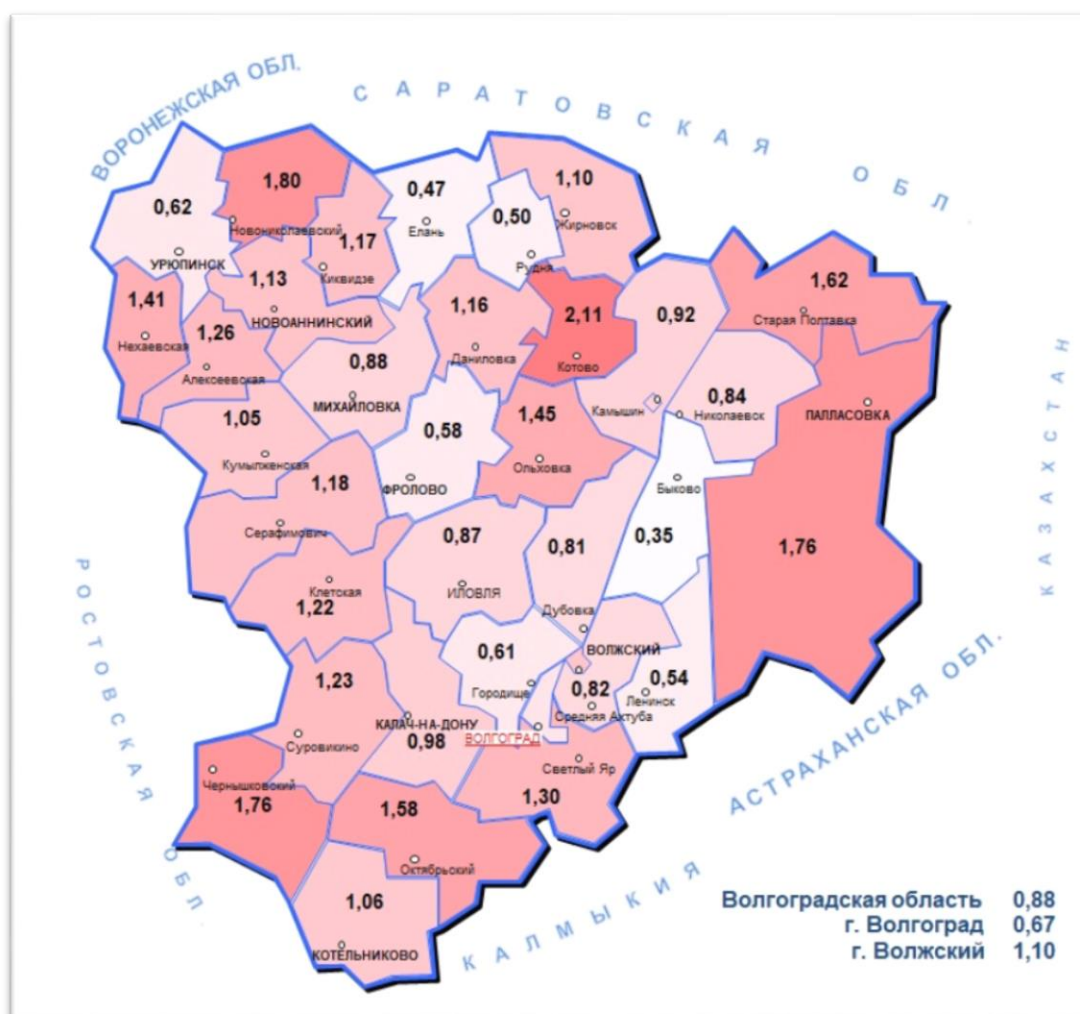 ВОРОНЕЖСКАЯ ОБЛ.
САРАТОВСКАЯ ОБЛ.
1,80
0,47
1,10
0,62
0,50
Новониколаевский
Елань
Жирновск
1,17
УРЮПИНСК
Киквидзе
Рудня
1,13
1,62
1,41
1,16
2,11
0,92
Старая Полтавка
НОВОАННИНСКИЙ
1,26
Нехаевская
Даниловка
0,88
Котово
Алексеевская
0,84
МИХАЙЛОВКА
Камышин
Николаевск
ПАЛЛАСОВКА
1,05
0,58
1,45
Кумылженская
Ольховка
1,18
ФРОЛОВО
Быково
Серафимович
0,87
0,81
0,35
1,76
Клетская
ИЛОВЛЯ
1,22
Дубовка
0,61
ВОЛЖСКИЙ
1,23
0,54
0,82
Городище
Ленинск
Средняя Ахтуба
КАЛАЧ-НА-ДОНУ
0,98
ВОЛГОГРАД
Суровикино
Светлый Яр
Чернышковский
1,30
1,76
1,58
Октябрьский
1,06
КОТЕЛЬНИКОВО
РОСТОВСКАЯ ОБЛ.
КАЛМЫКИЯ
АСТРАХАНСКАЯ ОБЛ.
КАЗАХСТАН
Волгоградская область 0,88
г. Волгоград 0,67
г. Волжский 1,10